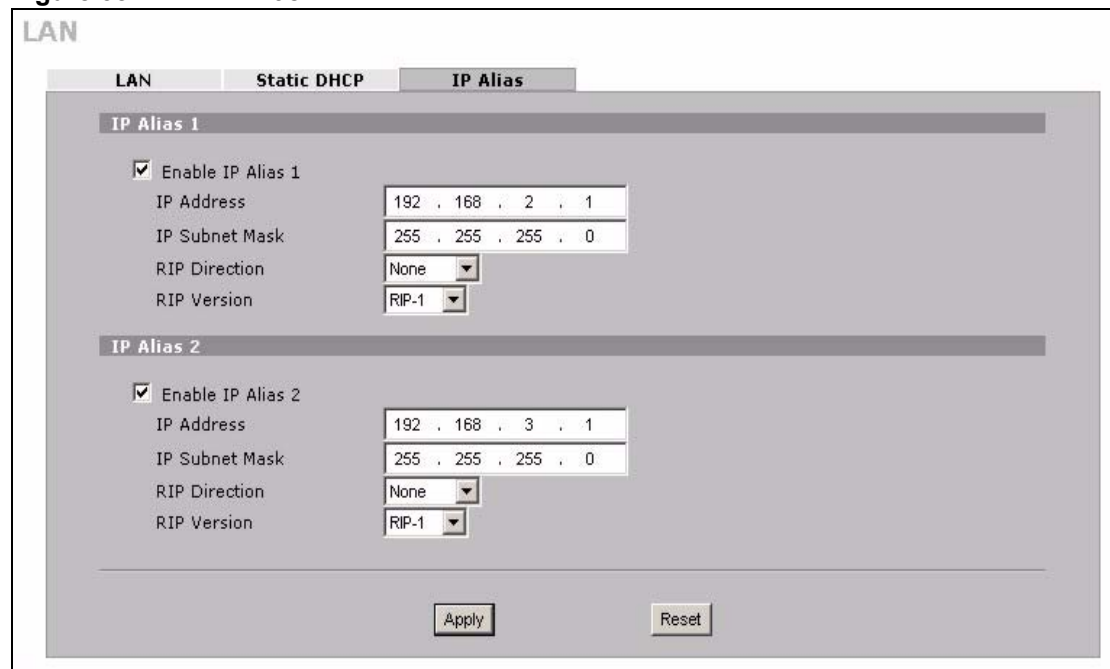 LAN
LAN Static DHCP IP Alias
IP Alias 1
Enable IP Alias 1
IP Address 192 . 168 . 2 . 1
IP Subnet Mask 255 . 255 . 255 . 0
RIP Direction None
RIP Version RIP-1
IP Alias 2
Enable IP Alias 2
IP Address 192 . 168 . 3 . 1
IP Subnet Mask 255 . 255 . 255 . 0
RIP Direction None
RIP Version RIP-1
Apply Reset